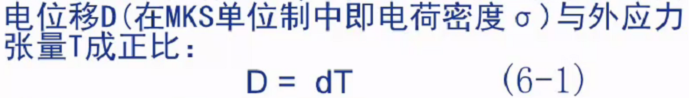 电位移D(在MKS单位制中即电荷密度σ)与外应力
张量T成正比：
D = dT (6-1)